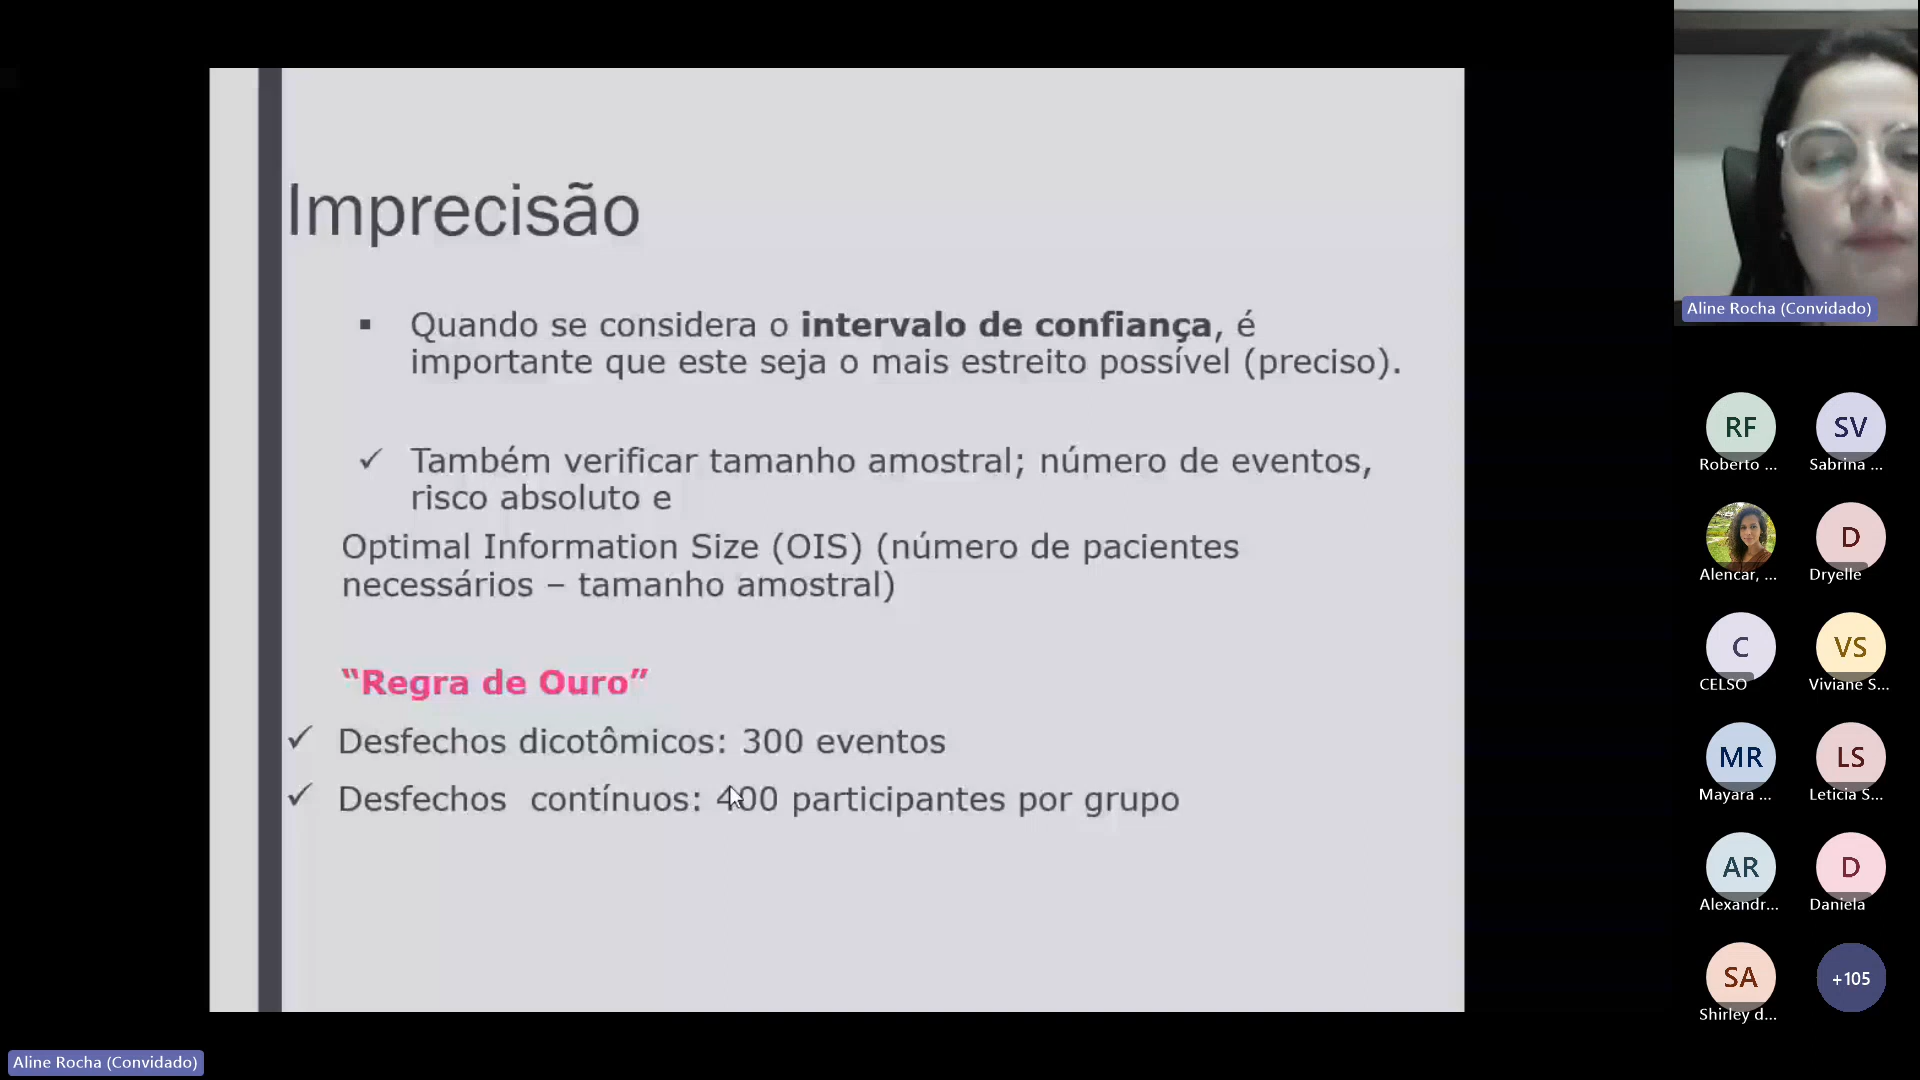 Imprecisão
▪ Quando se considera o intervalo de confiança, é
importante que este seja o mais estreito possível (preciso).
✓ Também verificar tamanho amostral; número de eventos,
risco absoluto e
Optimal Information Size (OIS) (número de pacientes
necessários – tamanho amostral)
“Regra de Ouro”
✓ Desfechos dicotômicos: 300 eventos
✓ Desfechos contínuos: 400 participantes por grupo
Aline Rocha (Convidado)
RF
SV
Roberto ...
Sabrina ...
D
Alencar, ...
Dryelle
C
VS
CELSO
Viviane S...
MR
LS
Mayara ...
Leticia S...
AR
D
Alexandr...
Daniela
SA
+105
Shirley d...
Aline Rocha (Convidado)